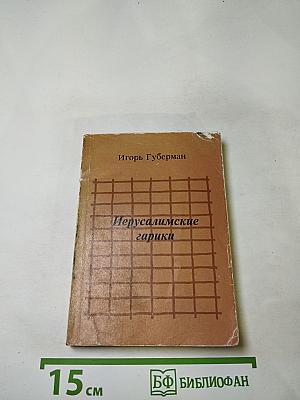 Игорь Губерман
Иерусалимские
гарики
15 см
БФ БИБЛИОФАН